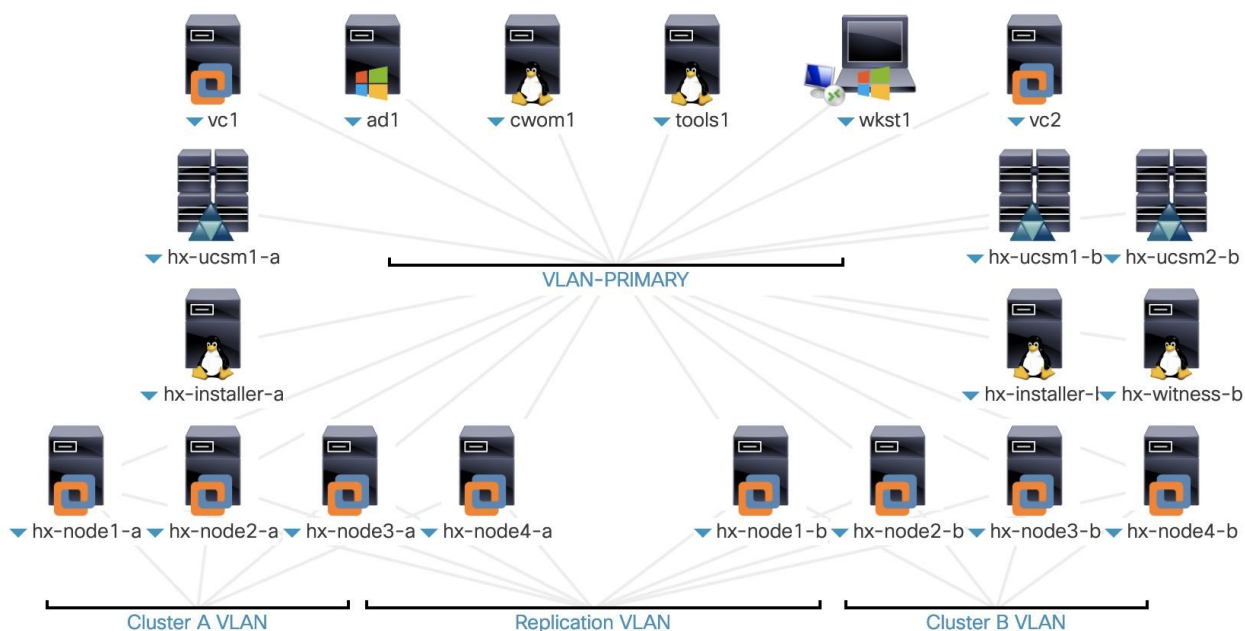 vc1
ad1
cwom1
tools1
wkst1
vc2
hx-ucsm1-a
hx-ucsm1-b
hx-ucsm2-b
VLAN-PRIMARY
hx-installer-a
hx-installer-
hx-witness-b
hx-node1-a
hx-node2-a
hx-node3-a
hx-node4-a
hx-node1-b
hx-node2-b
hx-node3-b
hx-node4-b
Cluster A VLAN
Replication VLAN
Cluster B VLAN